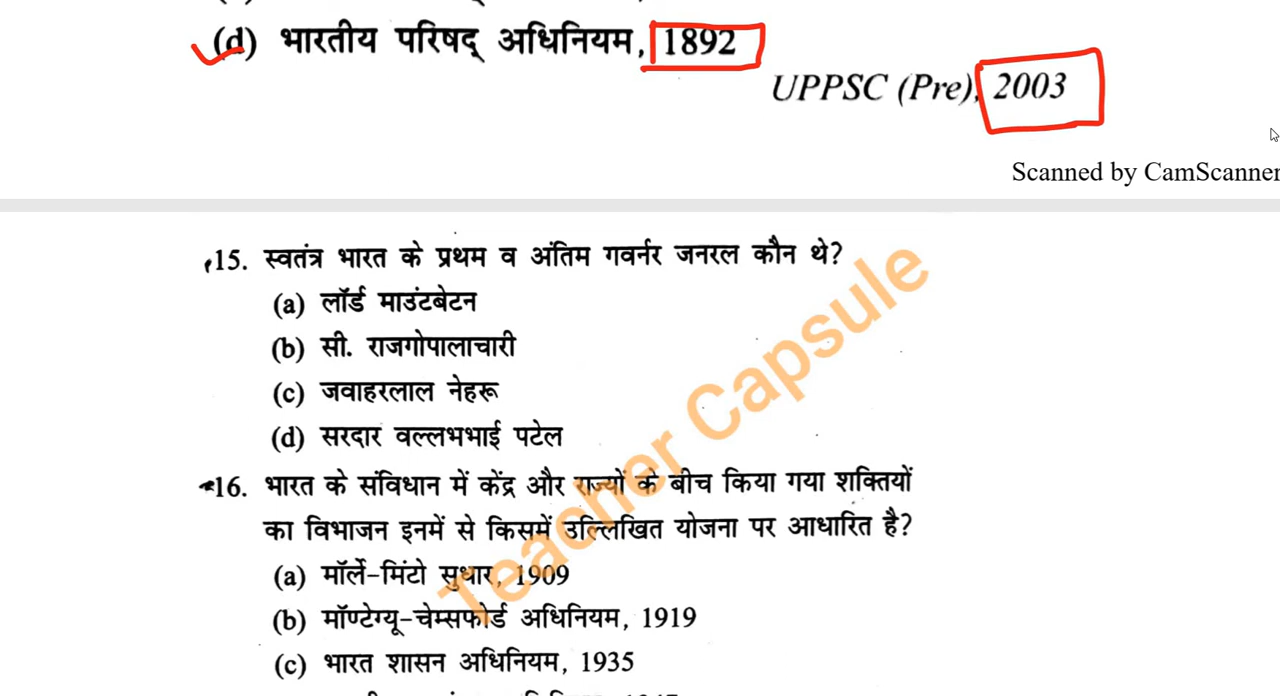 (d) भारतीय परिषद् अधिनियम, 1892
UPPSC (Pre), 2003
Scanned by CamScanner
15. स्वतंत्र भारत के प्रथम व अंतिम गवर्नर जनरल कौन थे?
(a) लॉर्ड माउंटबेटन
(b) सी. राजगोपालाचारी
(c) जवाहरलाल नेहरू
(d) सरदार वल्लभभाई पटेल
16. भारत के संविधान में केंद्र और राज्यों के बीच किया गया शक्तियों
का विभाजन इनमें से किसमें उल्लिखित योजना पर आधारित है?
(a) मॉर्ले-मिंटो सुधार, 1909
(b) मॉण्टेग्यू-चेम्सफोर्ड अधिनियम, 1919
(c) भारत शासन अधिनियम, 1935
Teacher Capsule